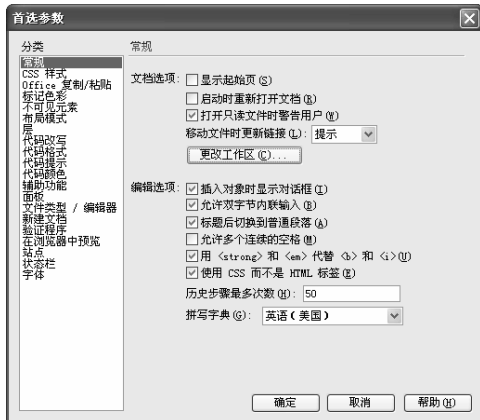 首选参数
分类
常规
CSS 样式
Office 复制/粘贴
标记色彩
不可见元素
布局模式
层
代码改写
代码格式
代码提示
代码颜色
辅助功能
面板
文件类型 / 编辑器
新建文档
验证程序
在浏览器中预览
站点
状态栏
字体
常规
文档选项: 显示起始页(S)
启动时重新打开文档(R)
打开只读文件时警告用户(W)
移动文件时更新链接(L): 提示
更改工作区(C)...
编辑选项: 插入对象时显示对话框(I)
允许双字节内联输入(B)
标题后切换到普通段落(A)
允许多个连续的空格(M)
用 <strong> 和 <em> 代替 <b> 和 <i>(U)
使用 CSS 而不是 HTML 标签(E)
历史步骤最多次数(H): 50
拼写字典(G): 英语(美国)
确定 取消 帮助(H)